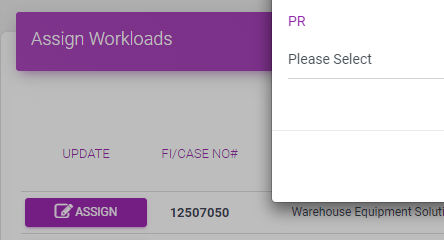 Assign Workloads
PR
Please Select
UPDATE FI/CASE NO#
ASSIGN 12507050 Warehouse Equipment Soluti